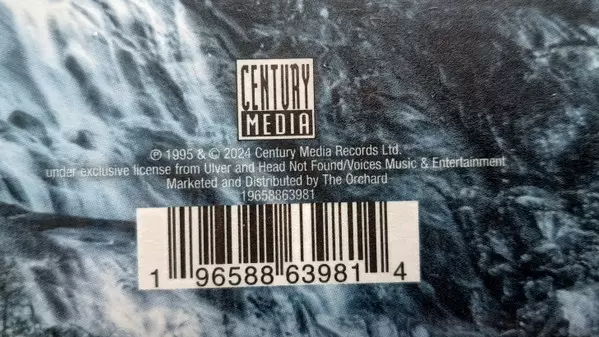 CENTURY
MEDIA
℗ 1995 & © 2024 Century Media Records Ltd.
under exclusive license from Ulver and Head Not Found/Voices Music & Entertainment
Marketed and Distributed by The Orchard
19658863981
1 96588 63981 4